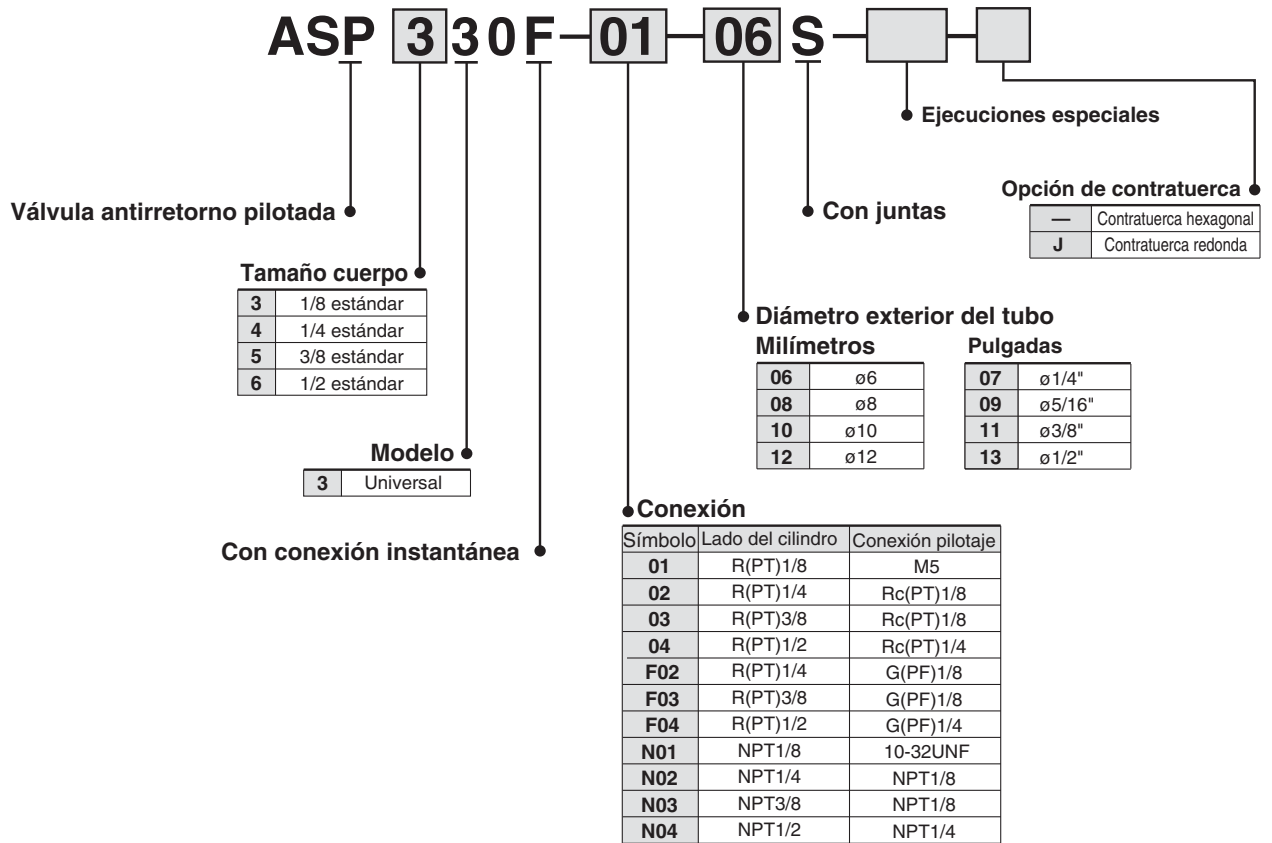 ASP 3 3 0 F — 01 — 06 S —
Ejecuciones especiales
Opción de contratuerca
— Contratuerca hexagonal
J Contratuerca redonda
Válvula antirretorno pilotada
Con juntas
Tamaño cuerpo
3 1/8 estándar
4 1/4 estándar
5 3/8 estándar
6 1/2 estándar
Diámetro exterior del tubo
Milímetros
06 ø6
08 ø8
10 ø10
12 ø12
Pulgadas
07 ø1/4"
09 ø5/16"
11 ø3/8"
13 ø1/2"
Modelo
3 Universal
Con conexión instantánea
Conexión
Símbolo Lado del cilindro Conexión pilotaje
01 R(PT)1/8 M5
02 R(PT)1/4 Rc(PT)1/8
03 R(PT)3/8 Rc(PT)1/8
04 R(PT)1/2 Rc(PT)1/4
F02 R(PT)1/4 G(PF)1/8
F03 R(PT)3/8 G(PF)1/8
F04 R(PT)1/2 G(PF)1/4
N01 NPT1/8 10-32UNF
N02 NPT1/4 NPT1/8
N03 NPT3/8 NPT1/8
N04 NPT1/2 NPT1/4